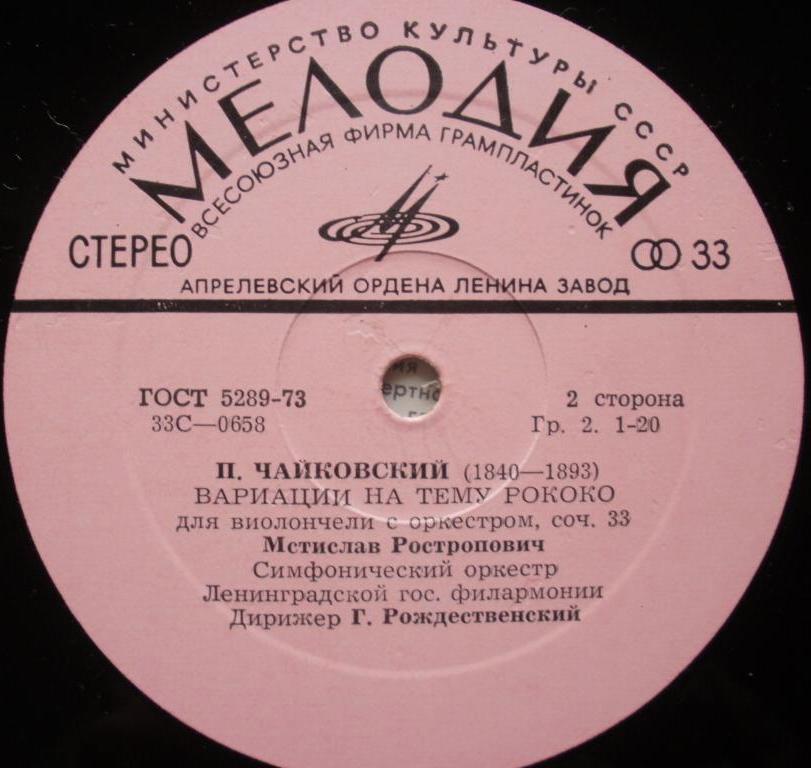 МИНИСТЕРСТВО КУЛЬТУРЫ СССР
МЕЛОДИЯ
ВСЕСОЮЗНАЯ ФИРМА ГРАМПЛАСТИНОК
СТЕРЕО
33
АПРЕЛЕВСКИЙ ОРДЕНА ЛЕНИНА ЗАВОД
ГОСТ 5289-73
2 сторона
33С—0658
Гр. 2. 1-20
П. ЧАЙКОВСКИЙ (1840—1893)
ВАРИАЦИИ НА ТЕМУ РОКОКО
для виолончели с оркестром, соч. 33
Мстислав Ростропович
Симфонический оркестр
Ленинградской гос. филармонии
Дирижер Г. Рождественский